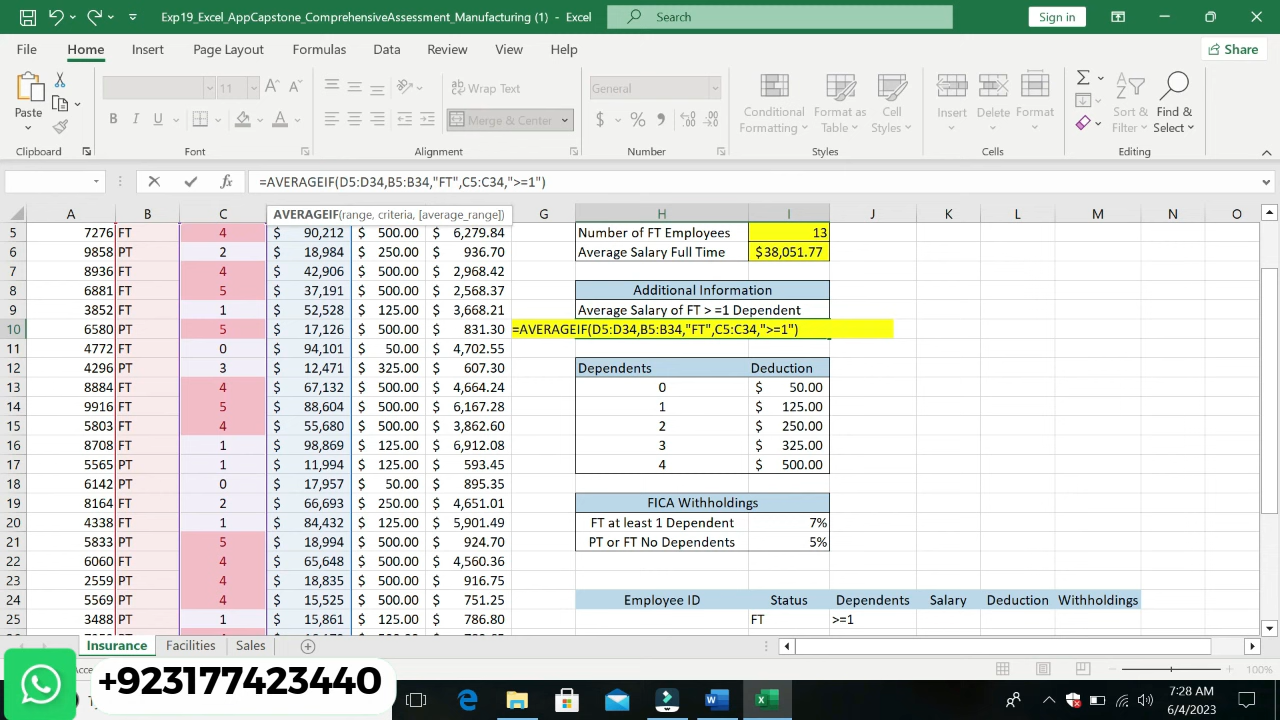 Exp19_Excel_AppCapstone_ComprehensiveAssessment_Manufacturing (1) - Excel
Search
Sign in
File Home Insert Page Layout Formulas Data Review View Help
Share
Paste
11
B I U
A A
Wrap Text
Merge & Center
General
$ % ,
Conditional Formatting
Format as Table
Cell Styles
Insert Delete Format
Sort & Filter
Find & Select
Clipboard Font Alignment Number Styles Cells Editing
fx =AVERAGEIF(D5:D34,B5:B34,"FT",C5:C34,">=1")
AVERAGEIF(range, criteria, [average_range])
A B C G H I J K L M N O
5 7276 FT 4 $ 90,212 $ 500.00 $ 6,279.84 Number of FT Employees 13
6 9858 PT 2 $ 18,984 $ 250.00 $ 936.70 Average Salary Full Time $38,051.77
7 8936 FT 4 $ 42,906 $ 500.00 $ 2,968.42
8 6881 FT 5 $ 37,191 $ 500.00 $ 2,568.37 Additional Information
9 3852 FT 1 $ 52,528 $ 125.00 $ 3,668.21 Average Salary of FT > =1 Dependent
10 6580 PT 5 $ 17,126 $ 500.00 $ 831.30 =AVERAGEIF(D5:D34,B5:B34,"FT",C5:C34,">=1")
11 4772 FT 0 $ 94,101 $ 50.00 $ 4,702.55
12 4296 PT 3 $ 12,471 $ 325.00 $ 607.30 Dependents Deduction
13 8884 FT 4 $ 67,132 $ 500.00 $ 4,664.24 0 $ 50.00
14 9916 FT 5 $ 88,604 $ 500.00 $ 6,167.28 1 $ 125.00
15 5803 FT 4 $ 55,680 $ 500.00 $ 3,862.60 2 $ 250.00
16 8708 FT 1 $ 98,869 $ 125.00 $ 6,912.08 3 $ 325.00
17 5565 PT 1 $ 11,994 $ 125.00 $ 593.45 4 $ 500.00
18 6142 PT 0 $ 17,957 $ 50.00 $ 895.35
19 8164 FT 2 $ 66,693 $ 250.00 $ 4,651.01 FICA Withholdings
20 4338 FT 1 $ 84,432 $ 125.00 $ 5,901.49 FT at least 1 Dependent 7%
21 5833 PT 5 $ 18,994 $ 500.00 $ 924.70 PT or FT No Dependents 5%
22 6060 FT 4 $ 65,648 $ 500.00 $ 4,560.36
23 2559 PT 4 $ 18,835 $ 500.00 $ 916.75
24 5569 PT 4 $ 15,525 $ 500.00 $ 751.25 Employee ID Status Dependents Salary Deduction Withholdings
25 3488 PT 1 $ 15,861 $ 125.00 $ 786.80 FT >=1
Insurance Facilities Sales
100%
+923177423440
7:28 AM
6/4/2023